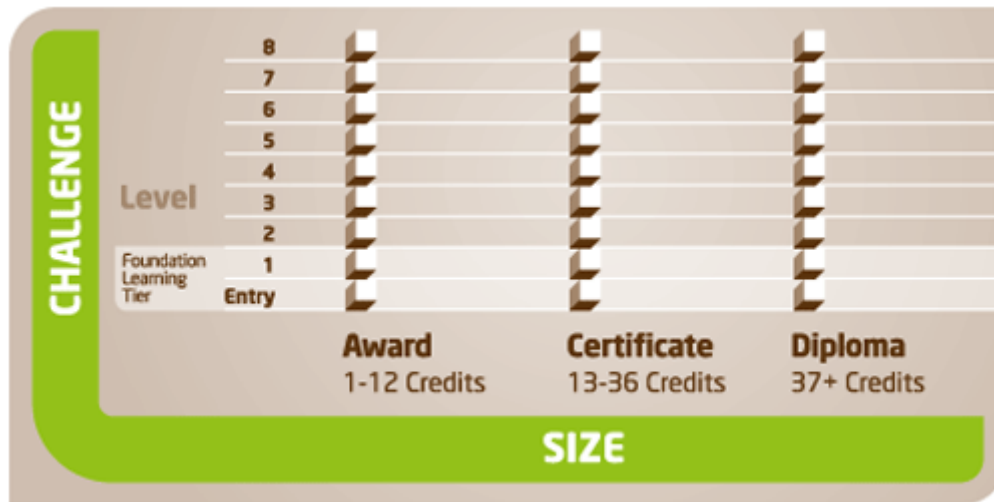 CHALLENGE
Level
8
7
6
5
4
3
2
1
Entry
Foundation
Learning
Tier
Award
1-12 Credits
Certificate
13-36 Credits
Diploma
37+ Credits
SIZE